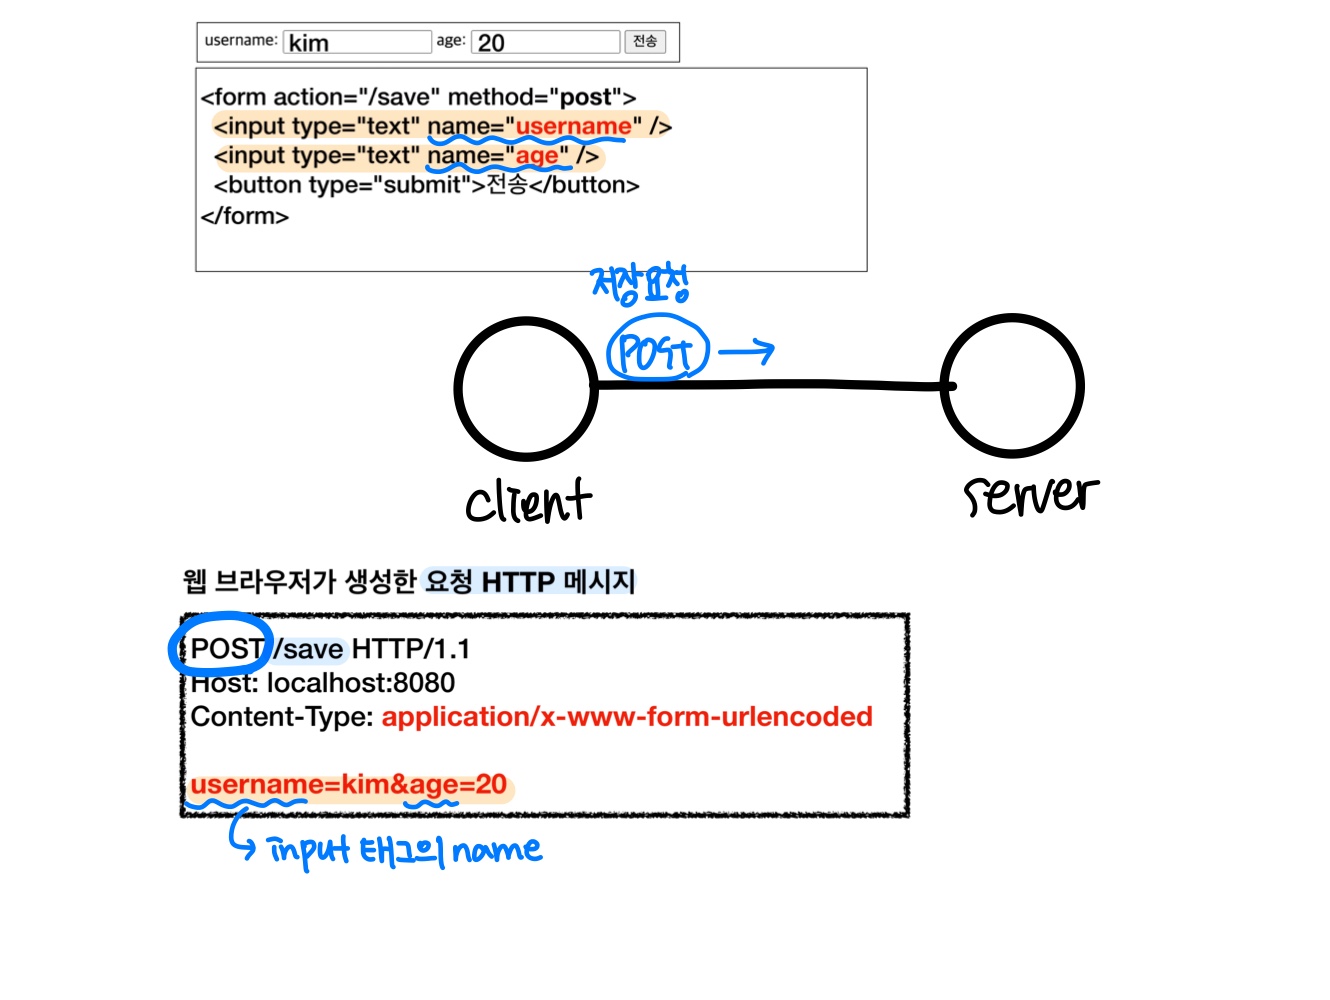 username: kim age: 20 전송
<form action="/save" method="post">
<input type="text" name="username" />
<input type="text" name="age" />
<button type="submit">전송</button>
</form>
저장요청
POST →
client
server
웹 브라우저가 생성한 요청 HTTP 메시지
POST /save HTTP/1.1
Host: localhost:8080
Content-Type: application/x-www-form-urlencoded
username=kim&age=20
input 태그의 name